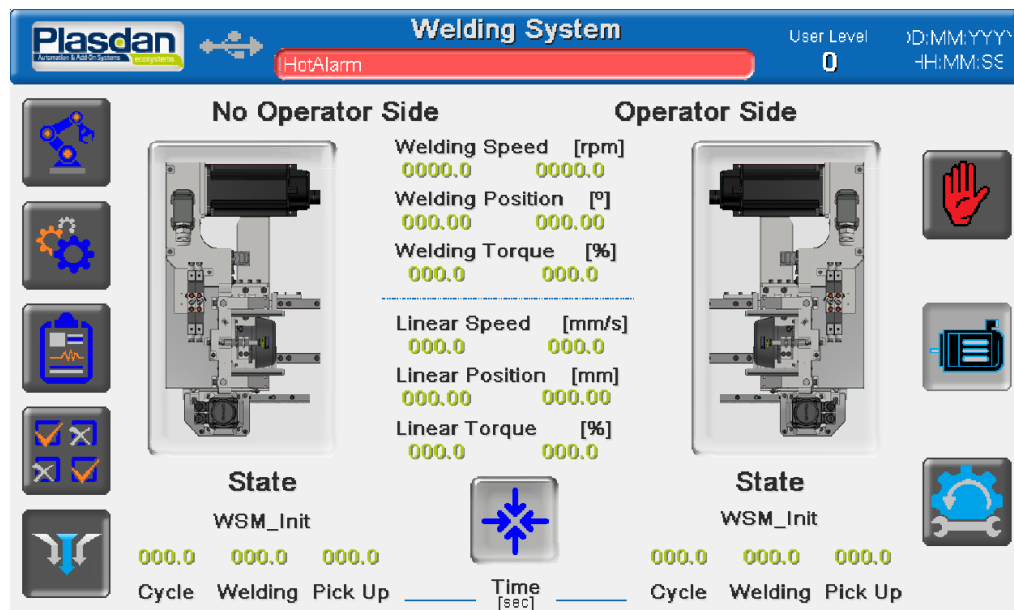 Plasdan
Automation & Add On Systems ecosystems
Welding System
HotAlarm
User Level
0
DD:MM:YYYY
HH:MM:SS
No Operator Side Operator Side
Welding Speed [rpm]
0000.0 0000.0
Welding Position [º]
000.00 000.00
Welding Torque [%]
000.0 000.0
Linear Speed [mm/s]
000.0 000.0
Linear Position [mm]
000.00 000.00
Linear Torque [%]
000.0 000.0
State State
WSM_Init WSM_Init
000.0 000.0 000.0 000.0 000.0 000.0
Cycle Welding Pick Up Time Cycle Welding Pick Up
[sec]